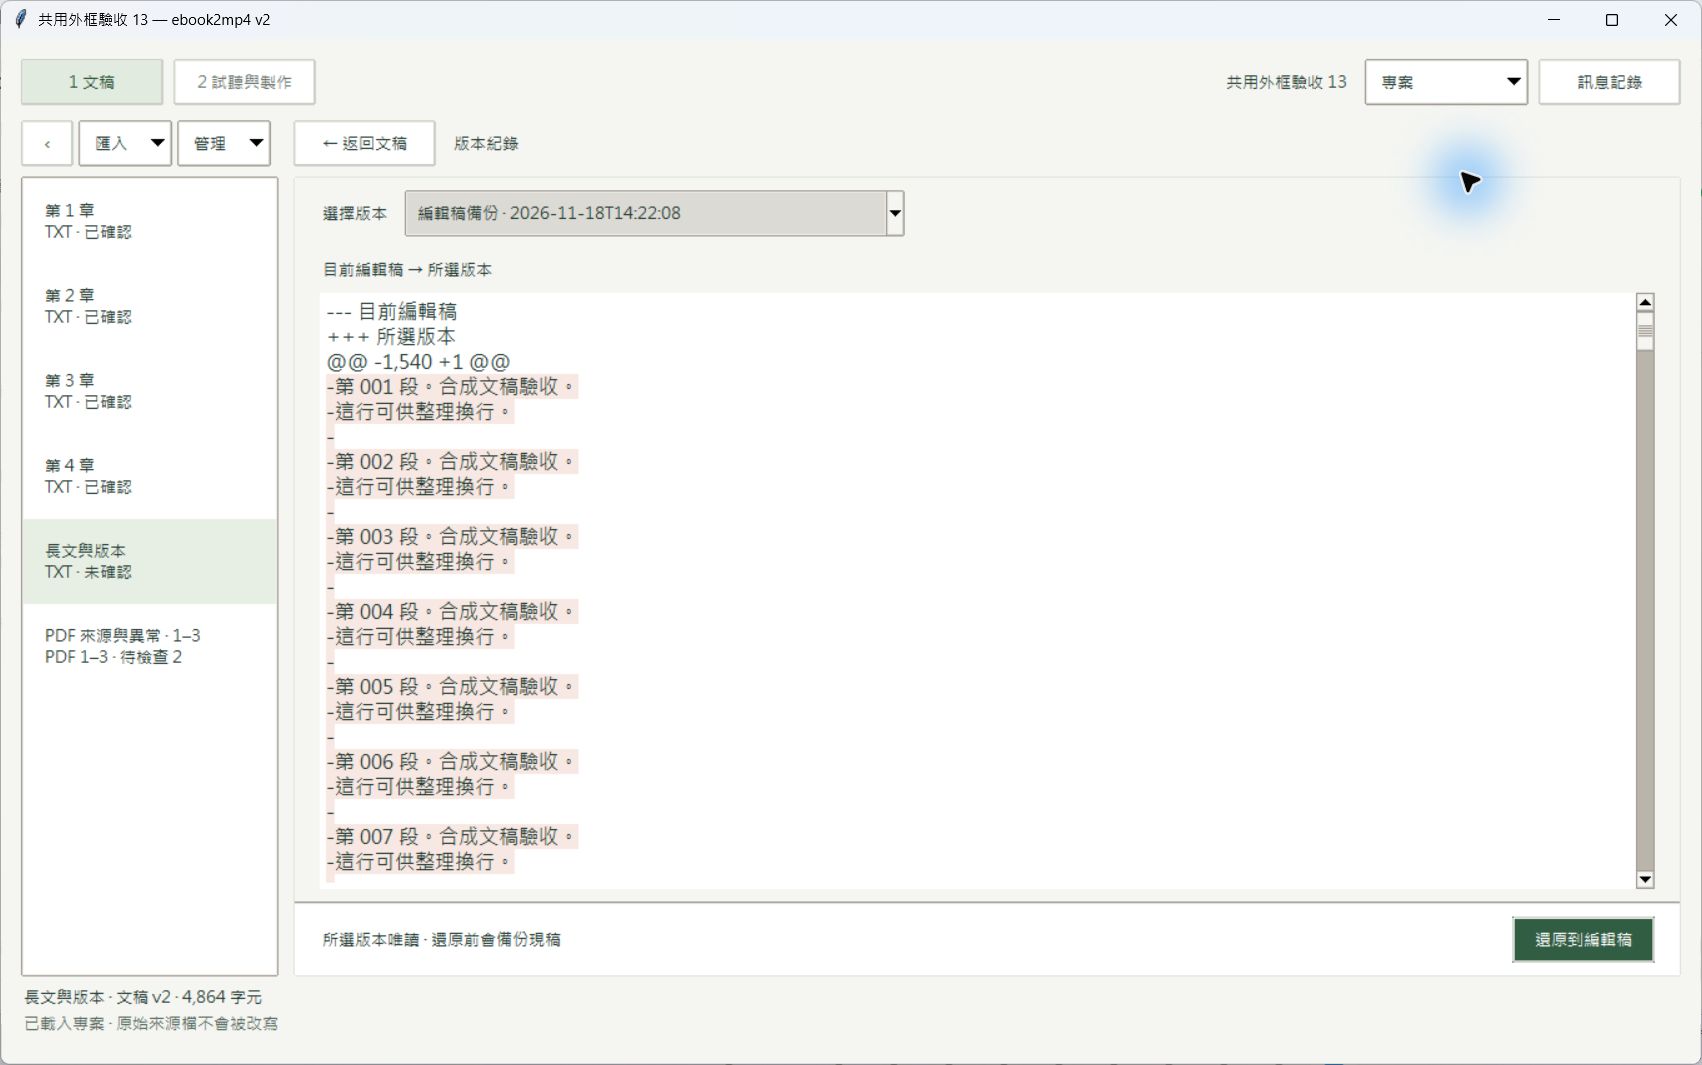 共用外框驗收 13 — ebook2mp4 v2
1 文稿
2 試聽與製作
共用外框驗收 13
專案
訊息記錄
‹
匯入
管理
← 返回文稿
版本紀錄
第 1 章
TXT · 已確認
第 2 章
TXT · 已確認
第 3 章
TXT · 已確認
第 4 章
TXT · 已確認
長文與版本
TXT · 未確認
PDF 來源與異常 · 1–3
PDF 1–3 · 待檢查 2
選擇版本
編輯稿備份 · 2026-11-18T14:22:08
目前編輯稿 → 所選版本
--- 目前編輯稿
+++ 所選版本
@@ -1,540 +1 @@
-第 001 段。合成文稿驗收。
-這行可供整理換行。
-
-第 002 段。合成文稿驗收。
-這行可供整理換行。
-
-第 003 段。合成文稿驗收。
-這行可供整理換行。
-
-第 004 段。合成文稿驗收。
-這行可供整理換行。
-
-第 005 段。合成文稿驗收。
-這行可供整理換行。
-
-第 006 段。合成文稿驗收。
-這行可供整理換行。
-
-第 007 段。合成文稿驗收。
-這行可供整理換行。
所選版本唯讀 · 還原前會備份現稿
還原到編輯稿
長文與版本 · 文稿 v2 · 4,864 字元
已載入專案 · 原始來源檔不會被改寫